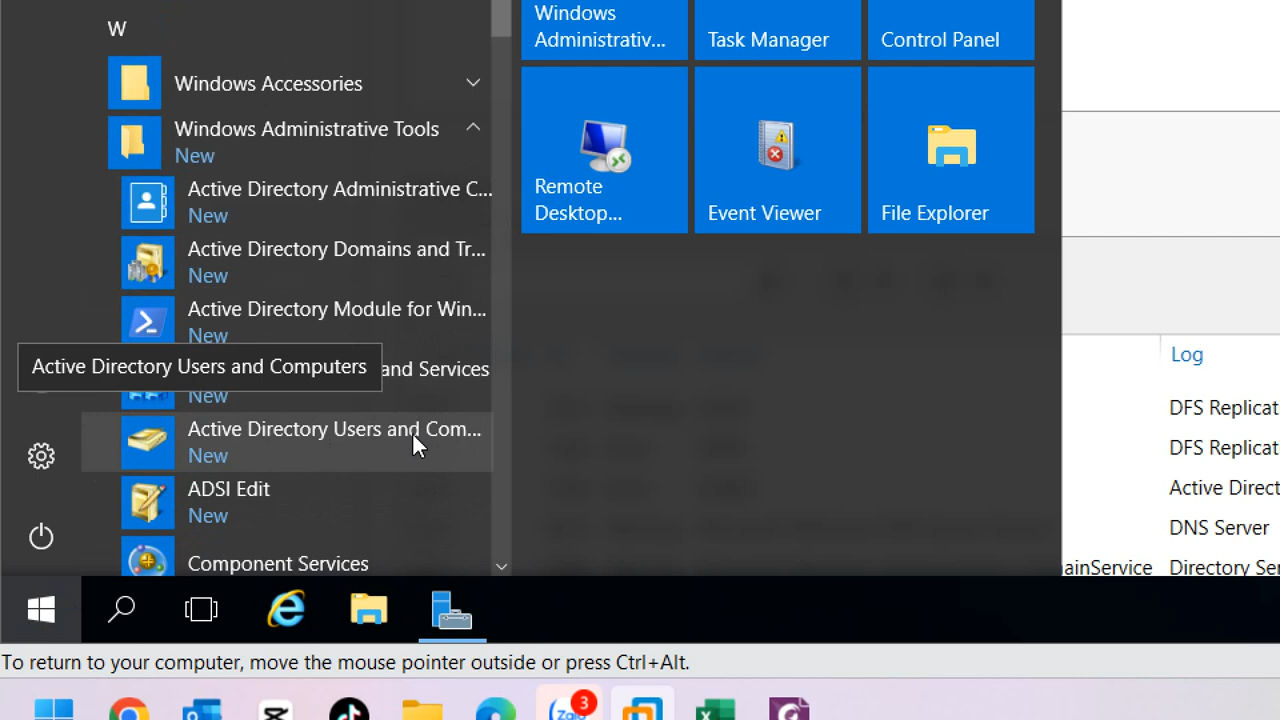 W
Windows Accessories
Windows Administrative Tools
New
Active Directory Administrative C...
New
Active Directory Domains and Tr...
New
Active Directory Module for Win...
New
Active Directory Users and Computers
and Services
New
Active Directory Users and Com...
New
ADSI Edit
New
Component Services
Windows
Administrativ...
Task Manager
Control Panel
Remote
Desktop...
Event Viewer
File Explorer
Log
DFS Replicat
DFS Replicat
Active Direct
DNS Server
ainService Directory Ser
To return to your computer, move the mouse pointer outside or press Ctrl+Alt.
3
Zalo